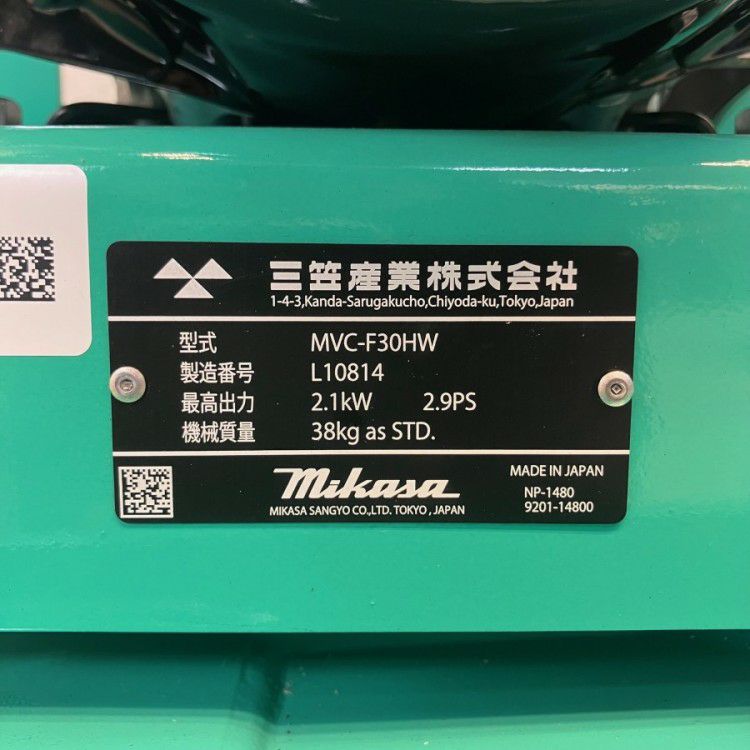 三笠産業株式会社
1-4-3,Kanda-Sarugakucho,Chiyoda-ku,Tokyo,Japan
型式 MVC-F30HW
製造番号 L10814
最高出力 2.1kW 2.9PS
機械質量 38kg as STD.
mikasa
MIKASA SANGYO CO.,LTD. TOKYO , JAPAN
MADE IN JAPAN
NP-1480
9201-14800